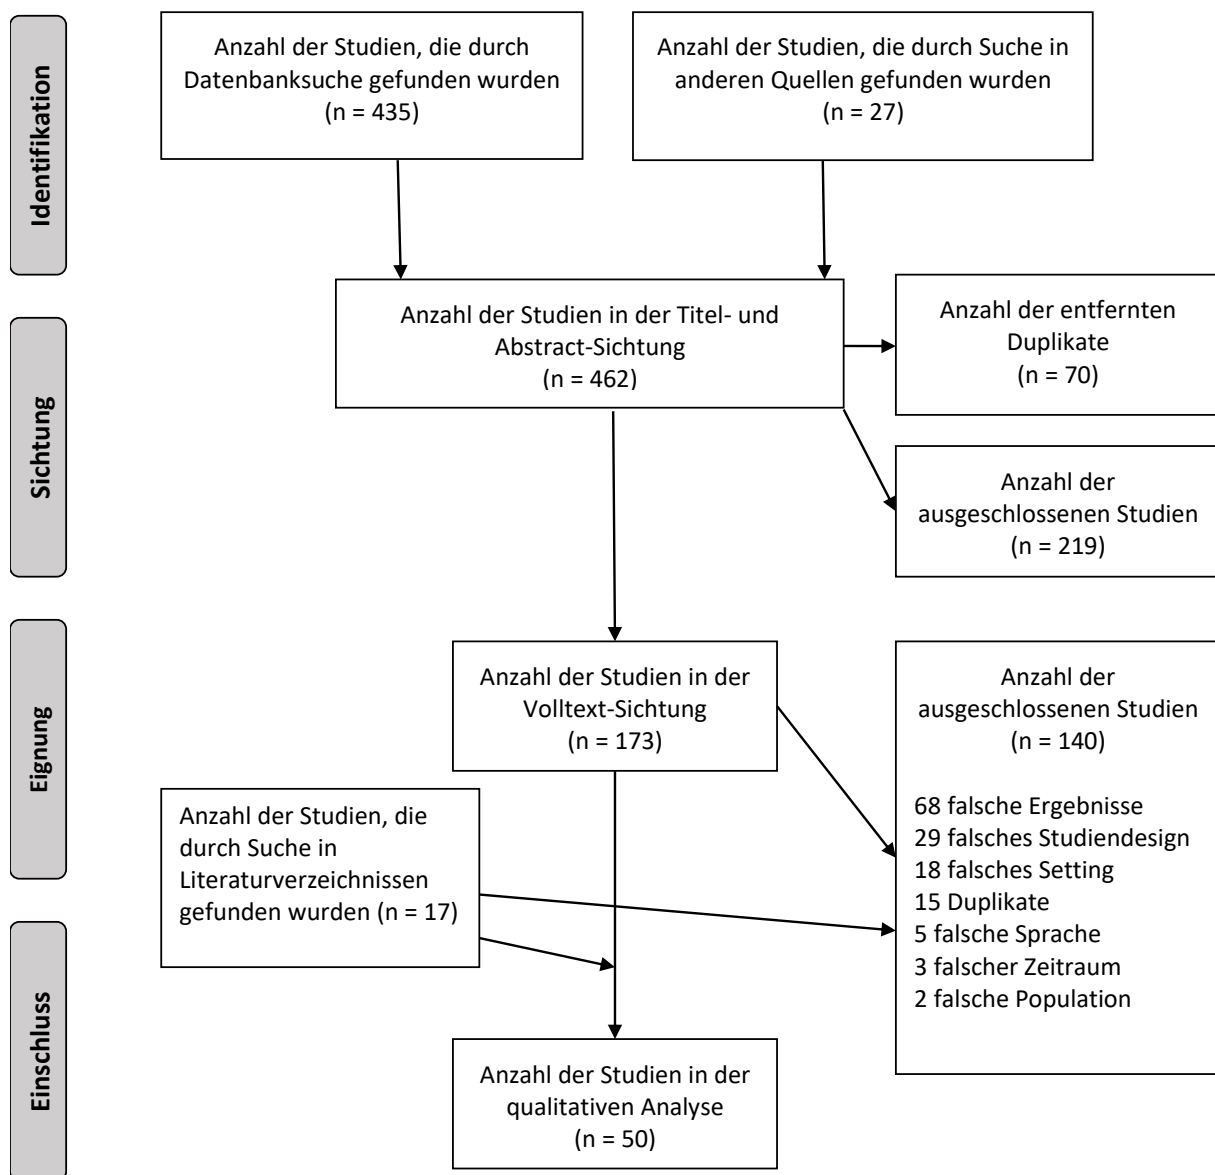 Identifikation
Anzahl der Studien, die durch
Datenbanksuche gefunden wurden
(n = 435)
Anzahl der Studien, die durch Suche in
anderen Quellen gefunden wurden
(n = 27)
Sichtung
Anzahl der Studien in der Titel- und
Abstract-Sichtung
(n = 462)
Anzahl der entfernten
Duplikate
(n = 70)
Anzahl der
ausgeschlossenen Studien
(n = 219)
Eignung
Anzahl der Studien in der
Volltext-Sichtung
(n = 173)
Anzahl der
ausgeschlossenen Studien
(n = 140)
68 falsche Ergebnisse
29 falsches Studiendesign
18 falsches Setting
15 Duplikate
5 falsche Sprache
3 falscher Zeitraum
2 falsche Population
Anzahl der Studien, die
durch Suche in
Literaturverzeichnissen
gefunden wurden (n = 17)
Einschluss
Anzahl der Studien in der
qualitativen Analyse
(n = 50)